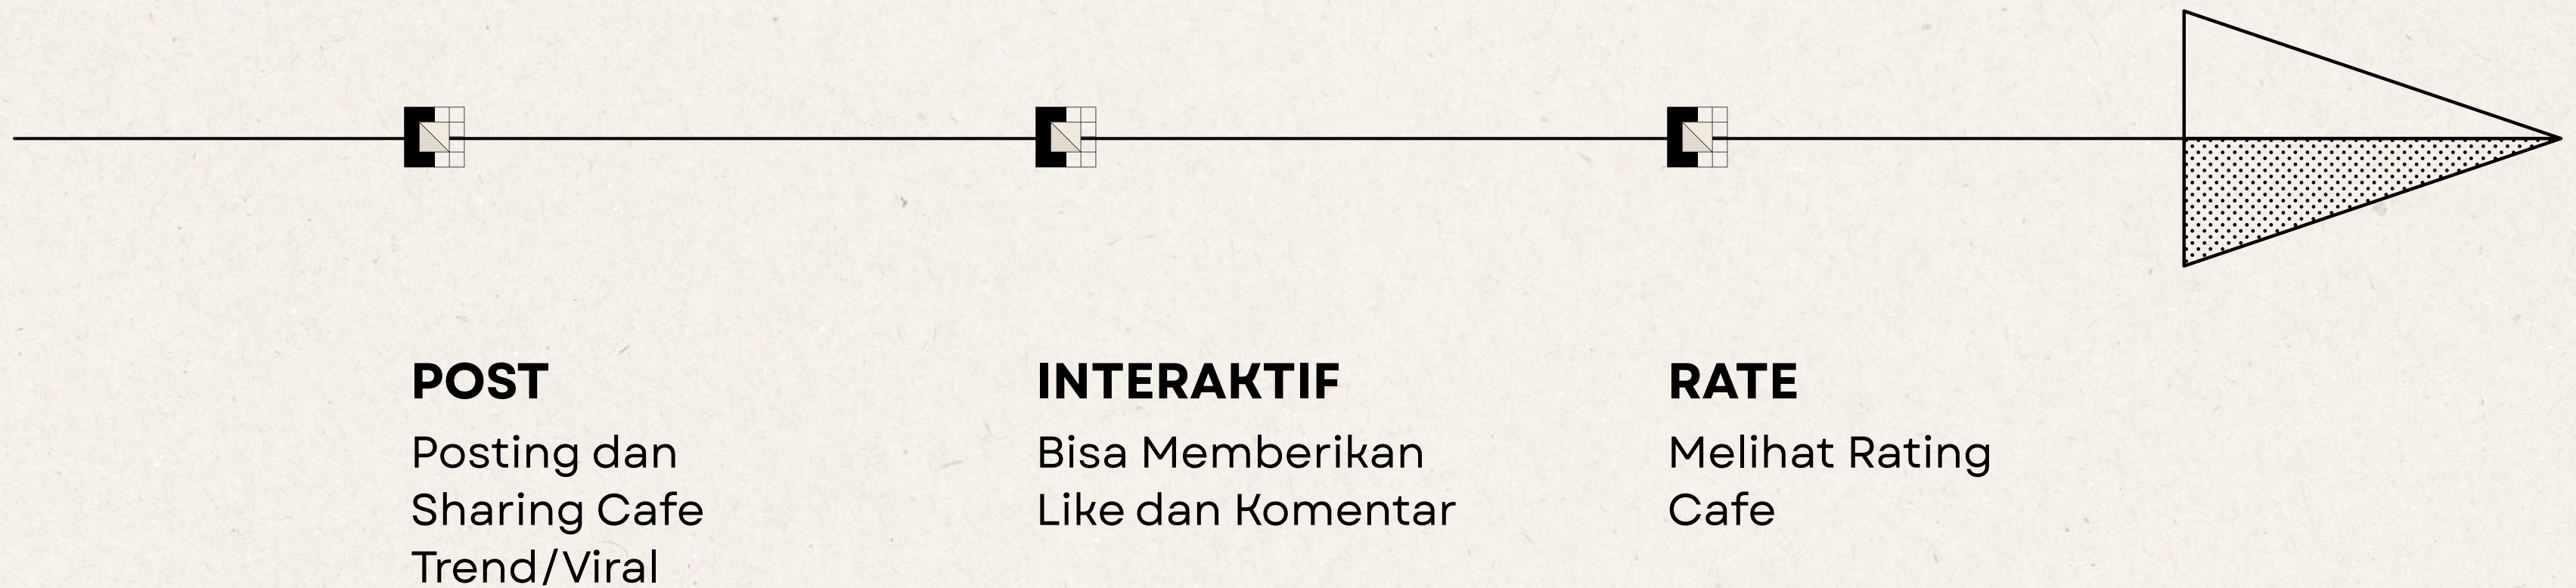 POST
Posting dan
Sharing Cafe
Trend/Viral
INTERAKTIF
Bisa Memberikan
Like dan Komentar
RATE
Melihat Rating
Cafe